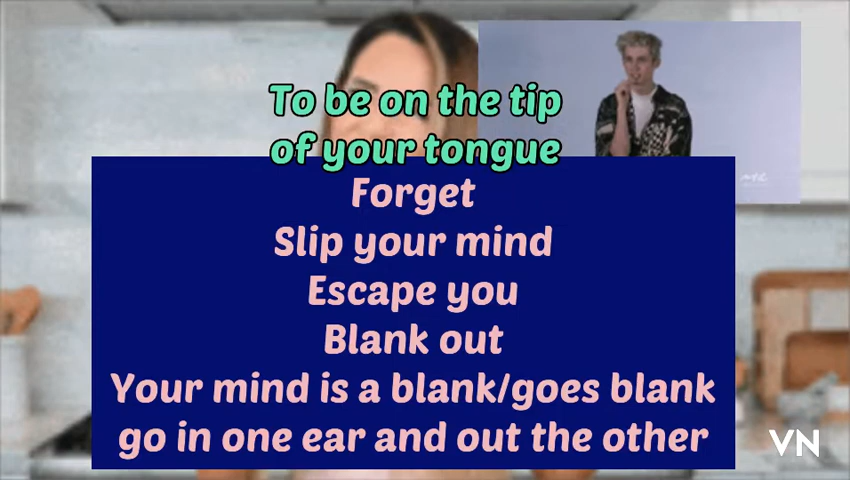 To be on the tip
of your tongue
Forget
Slip your mind
Escape you
Blank out
Your mind is a blank/goes blank
go in one ear and out the other
VN